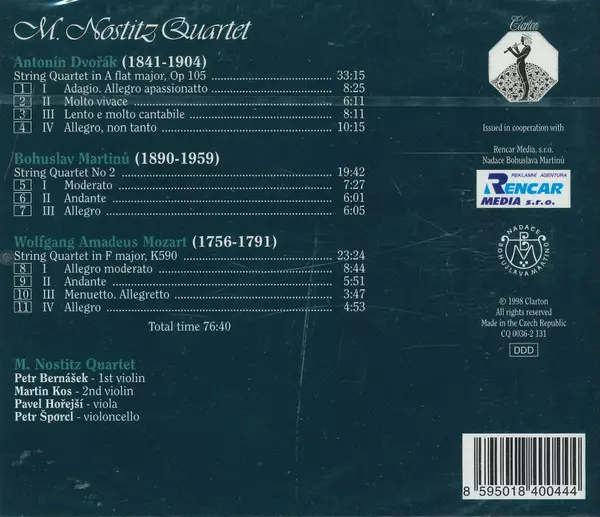 M. Nostitz Quartet
Antonín Dvořák (1841-1904)
String Quartet in A flat major, Op 105 33:15
1 I Adagio. Allegro apassionatto 8:25
2 II Molto vivace 6:11
3 III Lento e molto cantabile 8:11
4 IV Allegro, non tanto 10:15
Bohuslav Martinů (1890-1959)
String Quartet No 2 19:42
5 I Moderato 7:27
6 II Andante 6:01
7 III Allegro 6:05
Wolfgang Amadeus Mozart (1756-1791)
String Quartet in F major, K590 23:24
8 I Allegro moderato 8:44
9 II Andante 5:51
10 III Menuetto. Allegretto 3:47
11 IV Allegro 4:53
Total time 76:40
M. Nostitz Quartet
Petr Bernášek - 1st violin
Martin Kos - 2nd violin
Pavel Hořejší - viola
Petr Šporcl - violoncello
Clarton
Issued in cooperation with
Rencar Media, s.r.o.
Nadace Bohuslava Martinů
REKLAMNÍ AGENTURA
RENCAR
MEDIA s.r.o.
NADACE BOHUSLAVA MARTINŮ
℗ 1998 Clarton
All rights reserved
Made in the Czech Republic
CQ 0036-2 131
DDD
8 595018 400444